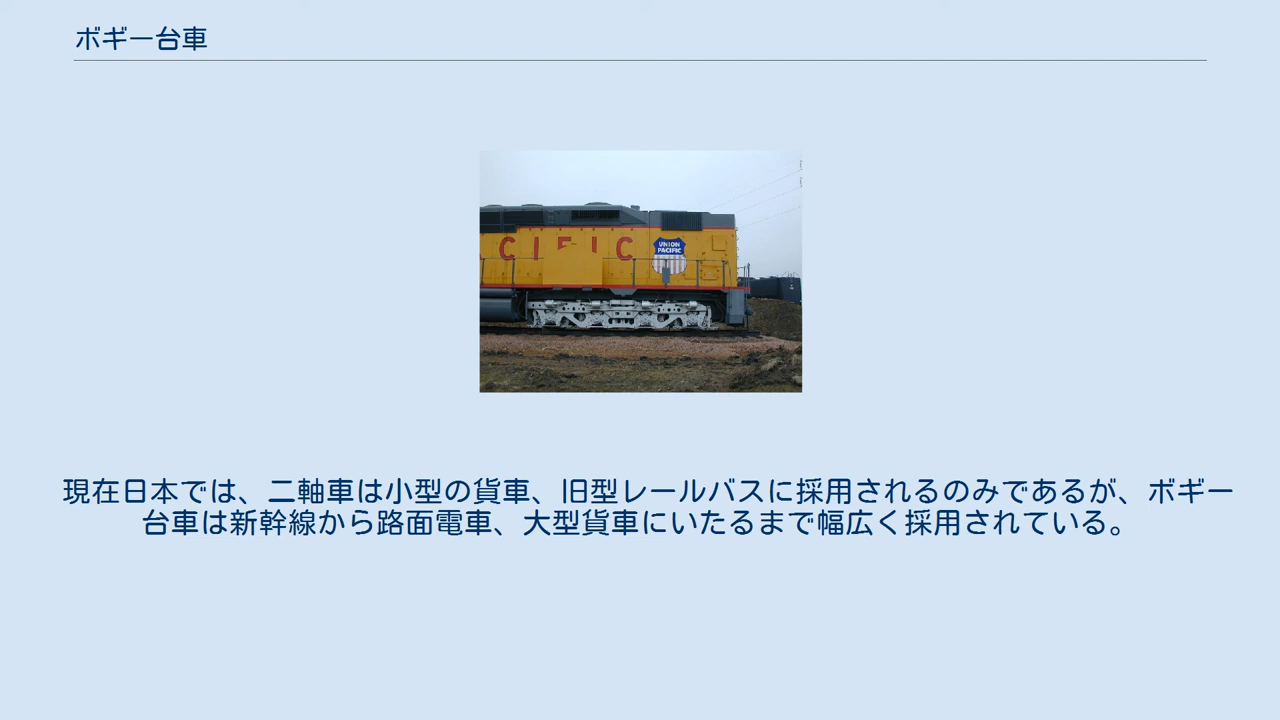 ボギー台車
CIFIC
UNION
PACIFIC
現在日本では、二軸車は小型の貨車、旧型レールバスに採用されるのみであるが、ボギー
台車は新幹線から路面電車、大型貨車にいたるまで幅広く採用されている。